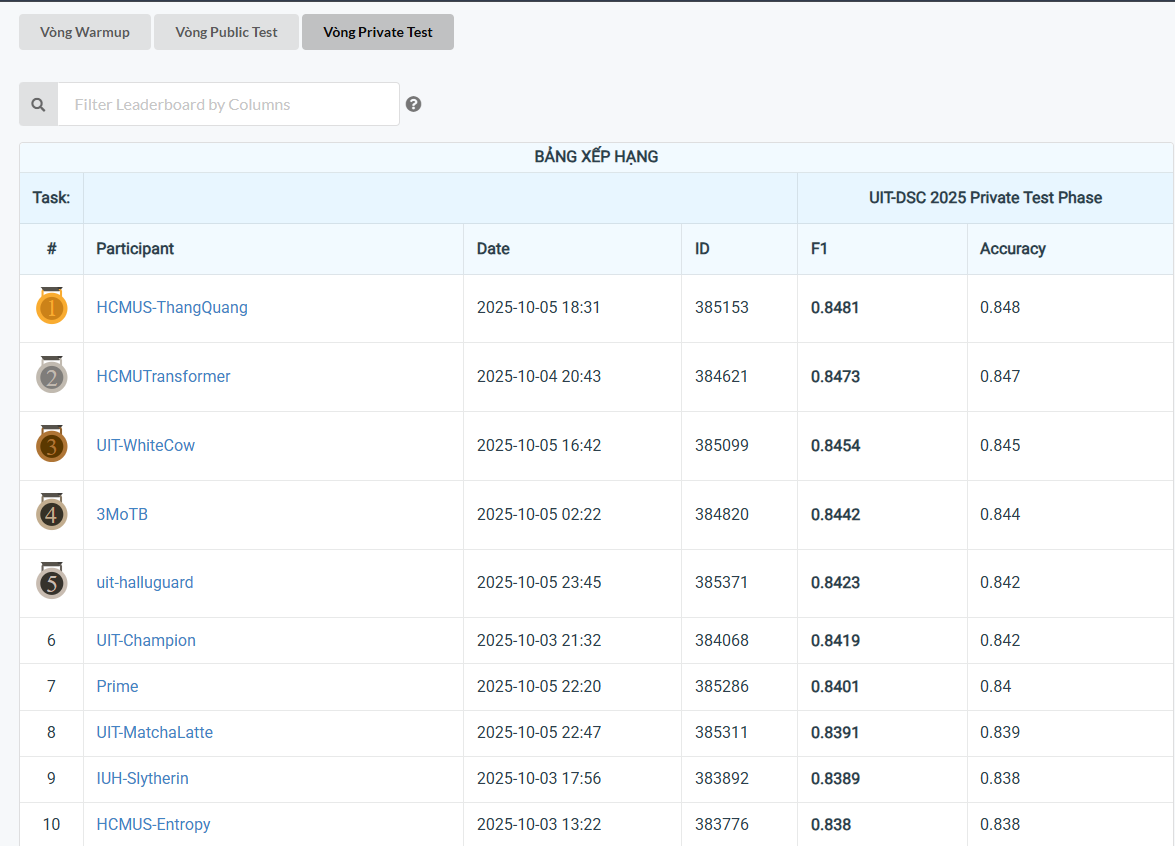 Vòng Warmup Vòng Public Test Vòng Private Test
Filter Leaderboard by Columns
BẢNG XẾP HẠNG
Task: UIT-DSC 2025 Private Test Phase
# Participant Date ID F1 Accuracy
1 HCMUS-ThangQuang 2025-10-05 18:31 385153 0.8481 0.848
2 HCMUTransformer 2025-10-04 20:43 384621 0.8473 0.847
3 UIT-WhiteCow 2025-10-05 16:42 385099 0.8454 0.845
4 3MoTB 2025-10-05 02:22 384820 0.8442 0.844
5 uit-halluguard 2025-10-05 23:45 385371 0.8423 0.842
6 UIT-Champion 2025-10-03 21:32 384068 0.8419 0.842
7 Prime 2025-10-05 22:20 385286 0.8401 0.84
8 UIT-MatchaLatte 2025-10-05 22:47 385311 0.8391 0.839
9 IUH-Slytherin 2025-10-03 17:56 383892 0.8389 0.838
10 HCMUS-Entropy 2025-10-03 13:22 383776 0.838 0.838